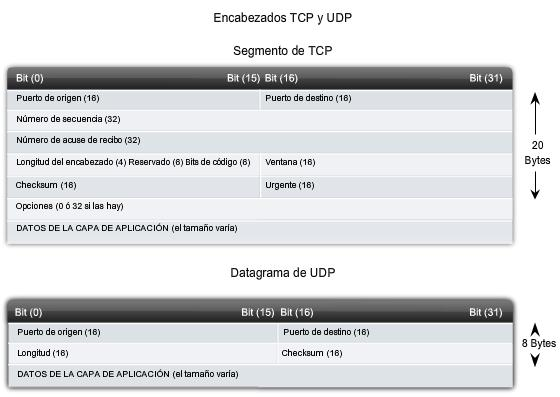 Encabezados TCP y UDP
Segmento de TCP
Bit (0) Bit (15) Bit (16) Bit (31)
Puerto de origen (16) Puerto de destino (16)
Número de secuencia (32)
Número de acuse de recibo (32)
Longitud del encabezado (4) Reservado (6) Bits de código (6) Ventana (16)
Checksum (16) Urgente (16)
Opciones (0 ó 32 si las hay)
DATOS DE LA CAPA DE APLICACIÓN (el tamaño varía)
20
Bytes
Datagrama de UDP
Bit (0) Bit (15) Bit (16) Bit (31)
Puerto de origen (16) Puerto de destino (16)
Longitud (16) Checksum (16)
DATOS DE LA CAPA DE APLICACIÓN (el tamaño varía)
8 Bytes